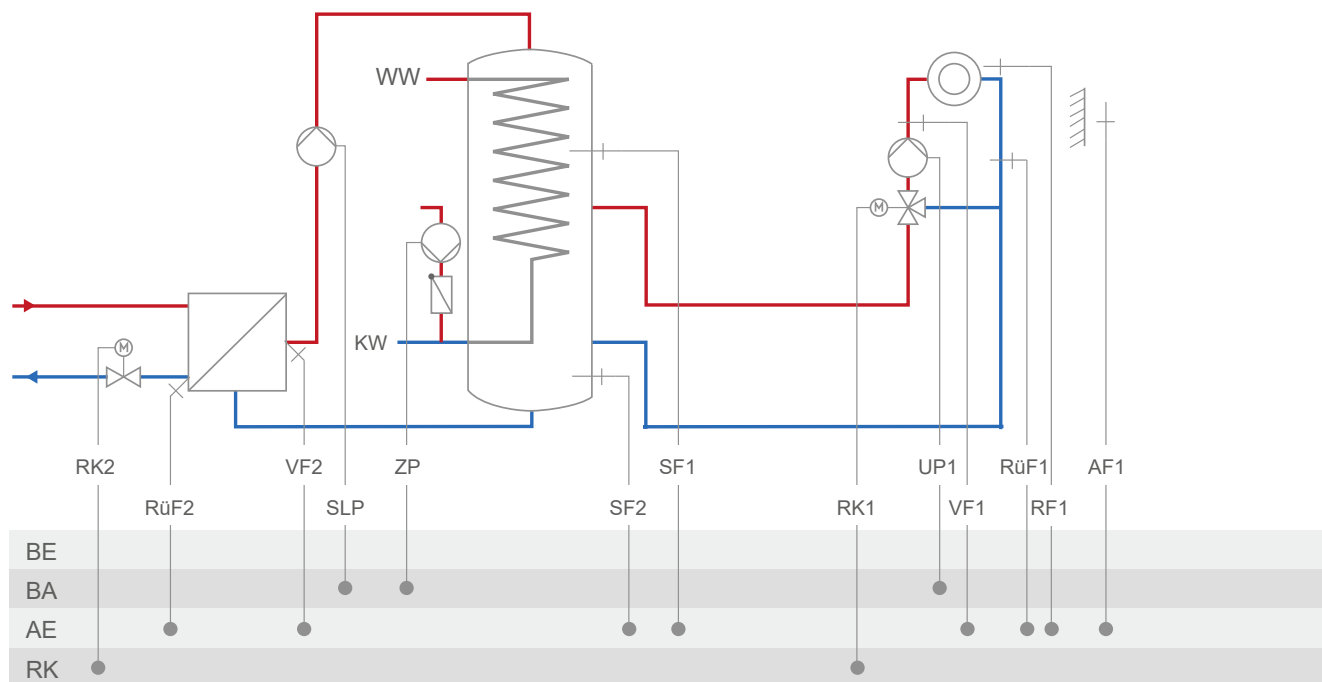 WW
M
M
KW
RK2 VF2 ZP SF1 UP1 RüF1 AF1
RüF2 SLP SF2 RK1 VF1 RF1
BE
BA
AE
RK